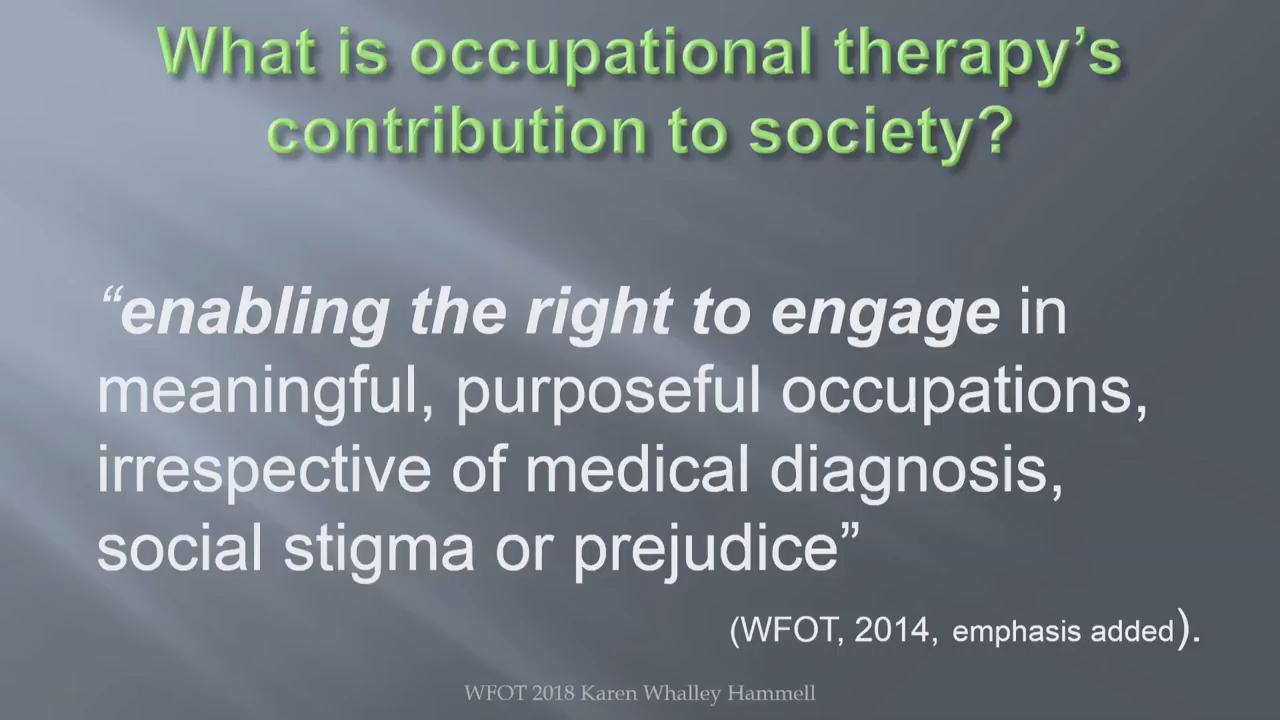 What is occupational therapy’s
contribution to society?
“enabling the right to engage in
meaningful, purposeful occupations,
irrespective of medical diagnosis,
social stigma or prejudice”
(WFOT, 2014, emphasis added).
WFOT 2018 Karen Whalley Hammell